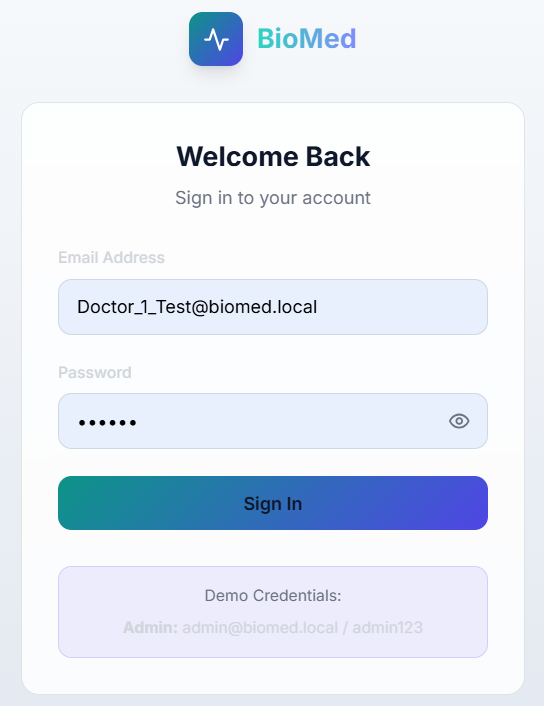 BioMed
Welcome Back
Sign in to your account
Email Address
Doctor_1_Test@biomed.local
Password
••••••
Sign In
Demo Credentials:
Admin: admin@biomed.local / admin123